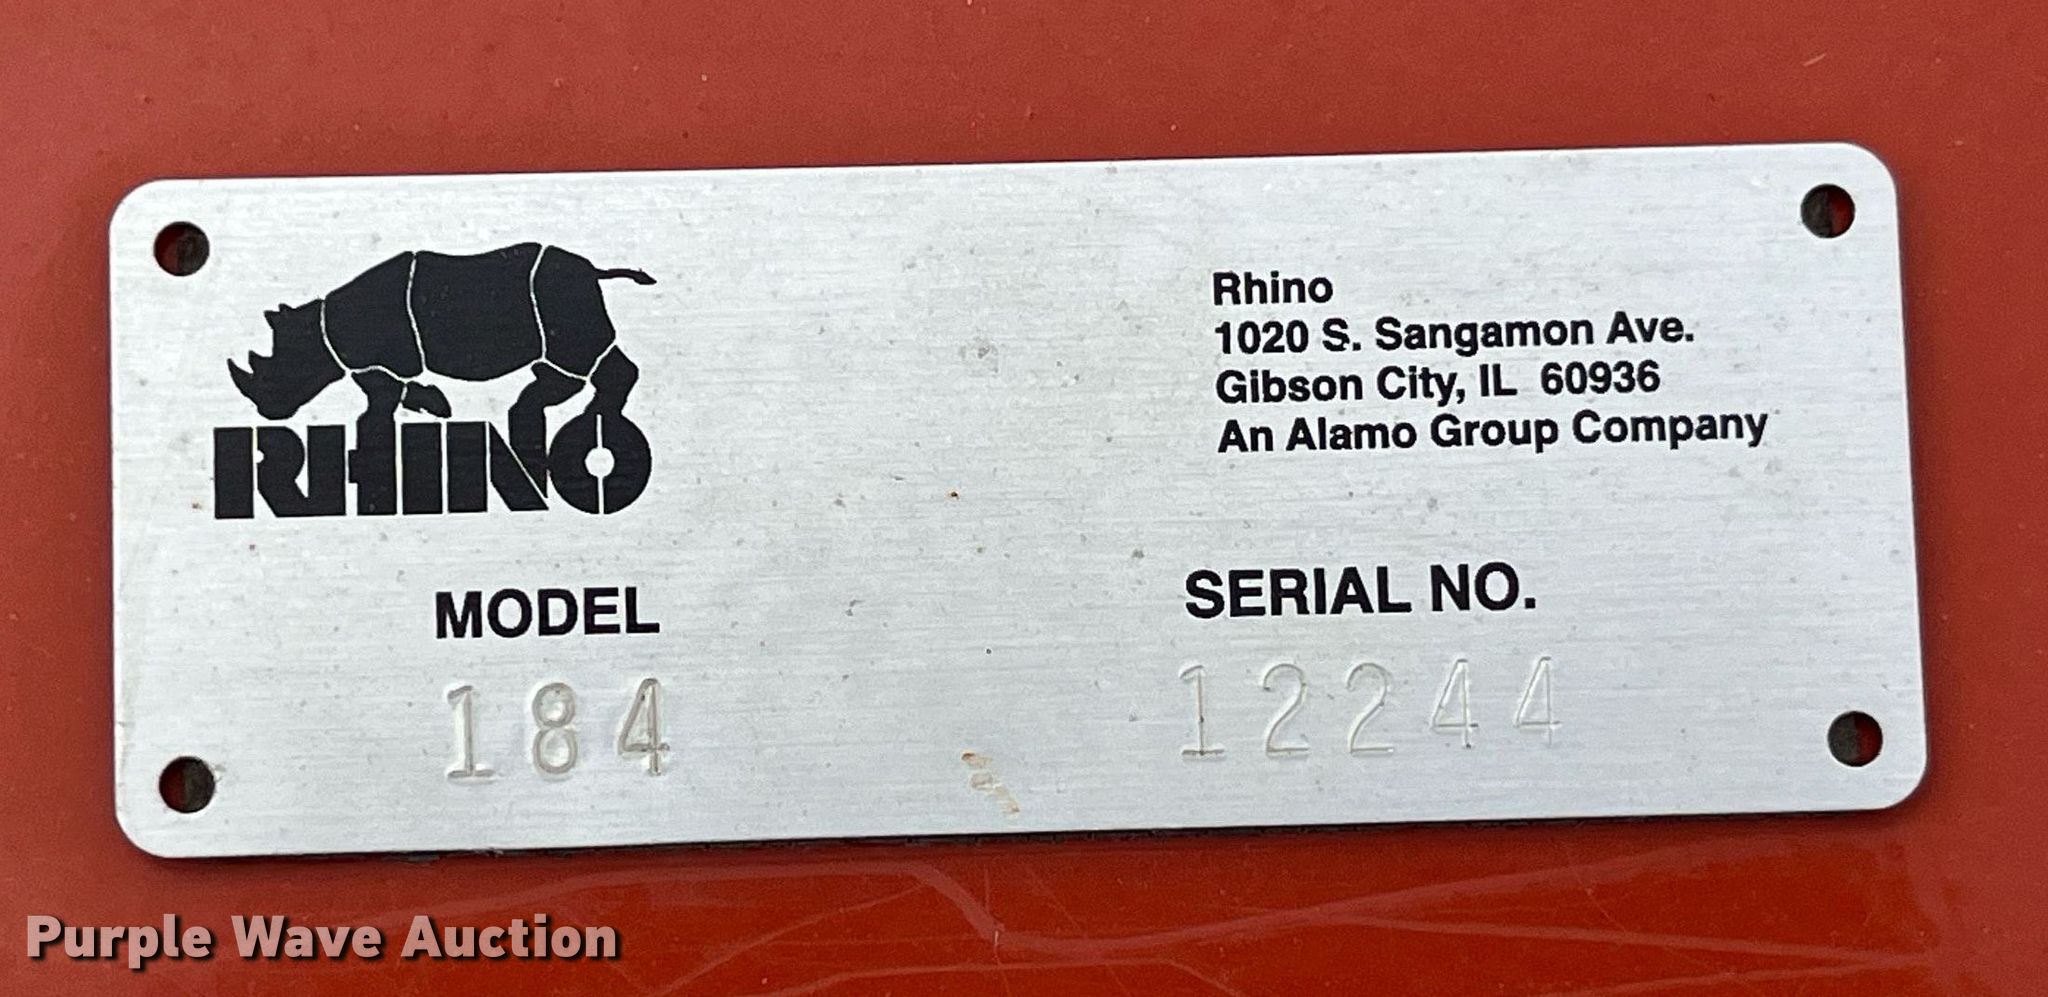 RHINO
Rhino
1020 S. Sangamon Ave.
Gibson City, IL 60936
An Alamo Group Company
MODEL
184
SERIAL NO.
12244
Purple Wave Auction